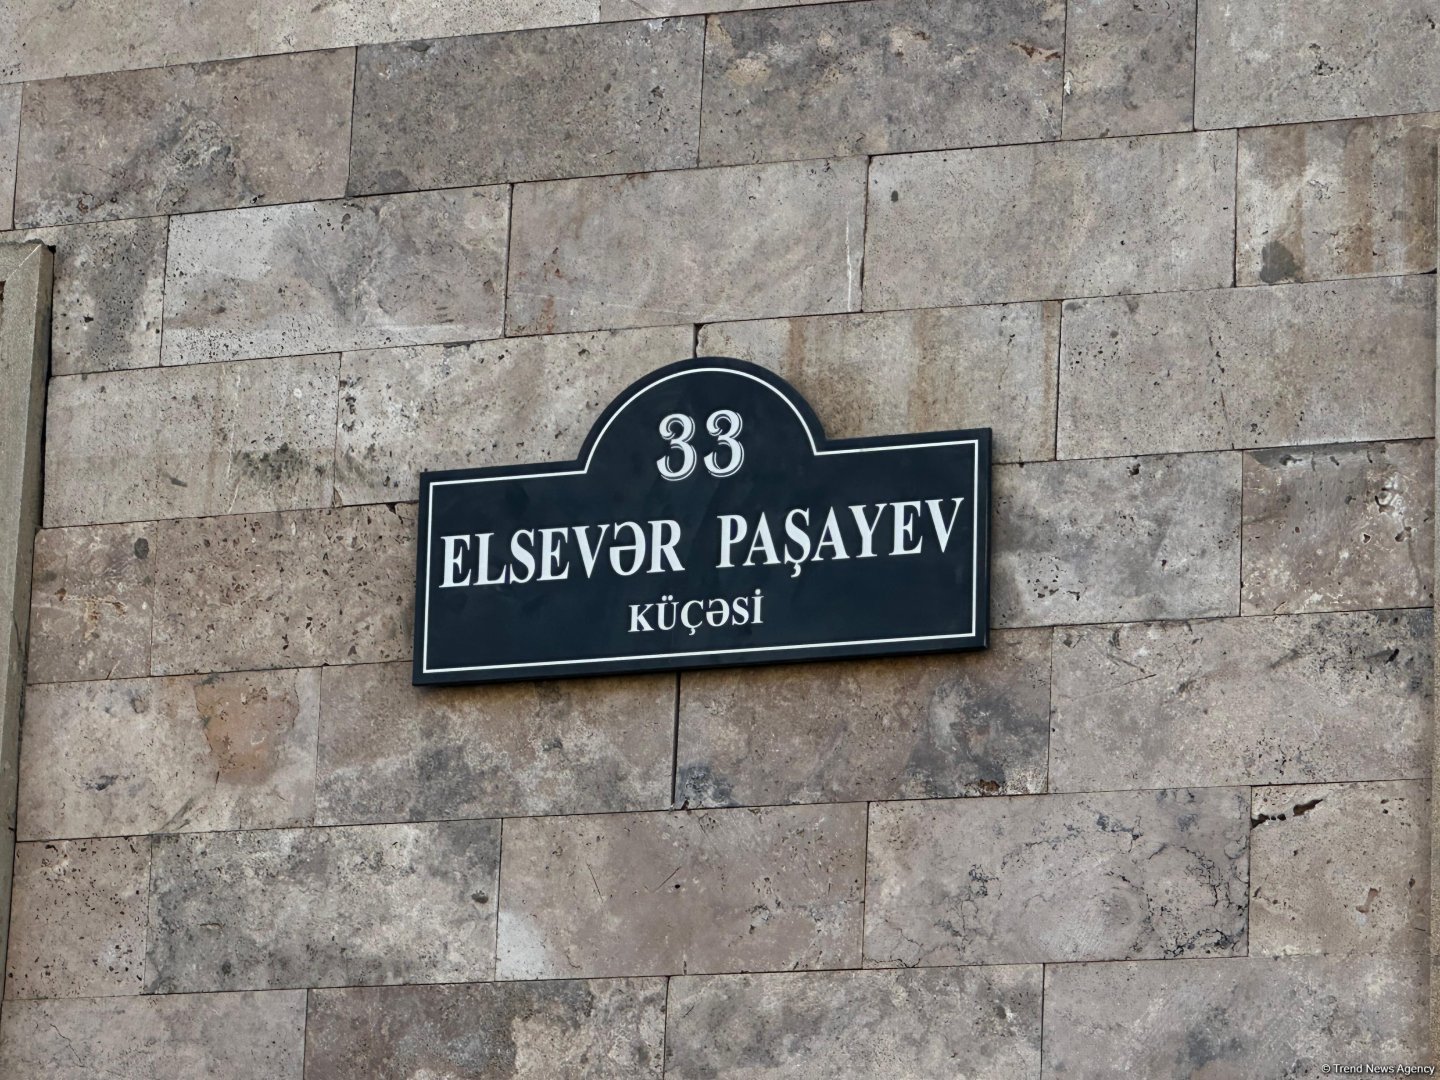 33
ELSEVƏR PAŞAYEV
KÜÇƏSİ
© Trend News Agency